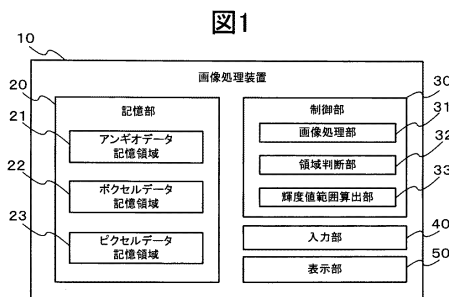 図1
10
画像処理装置
20
記憶部
21
アンギオデータ
記憶領域
22
ボクセルデータ
記憶領域
23
ピクセルデータ
記憶領域
30
制御部
31
画像処理部
32
領域判断部
33
輝度値範囲算出部
40
入力部
50
表示部